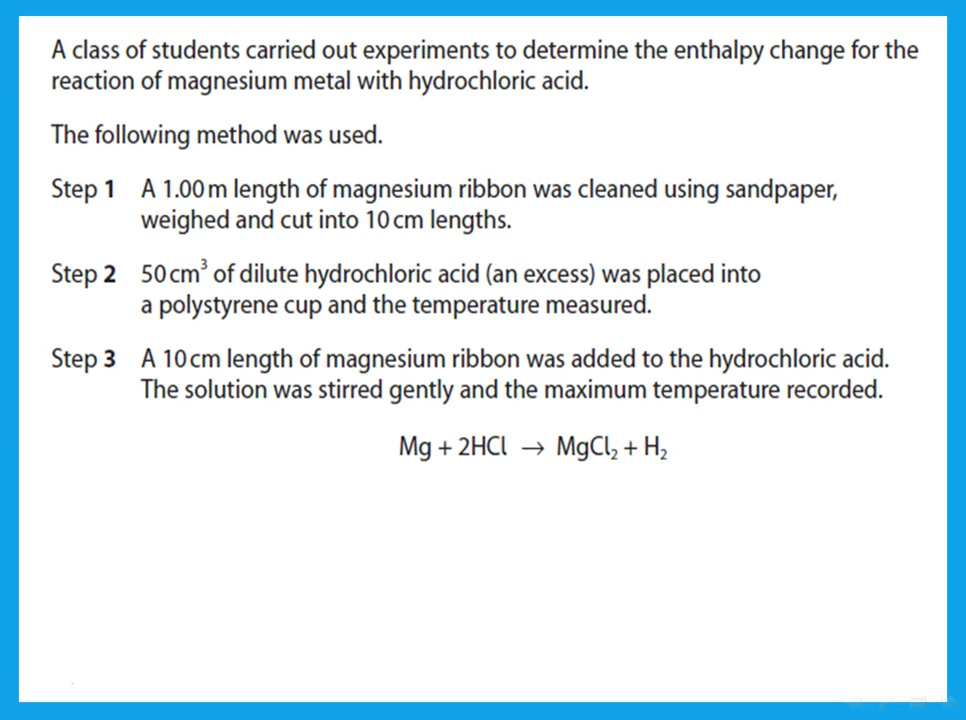 A class of students carried out experiments to determine the enthalpy change for the
reaction of magnesium metal with hydrochloric acid.
The following method was used.
Step 1 A 1.00 m length of magnesium ribbon was cleaned using sandpaper,
weighed and cut into 10 cm lengths.
Step 2 50 cm³ of dilute hydrochloric acid (an excess) was placed into
a polystyrene cup and the temperature measured.
Step 3 A 10 cm length of magnesium ribbon was added to the hydrochloric acid.
The solution was stirred gently and the maximum temperature recorded.
Mg + 2HCl → MgCl₂ + H₂